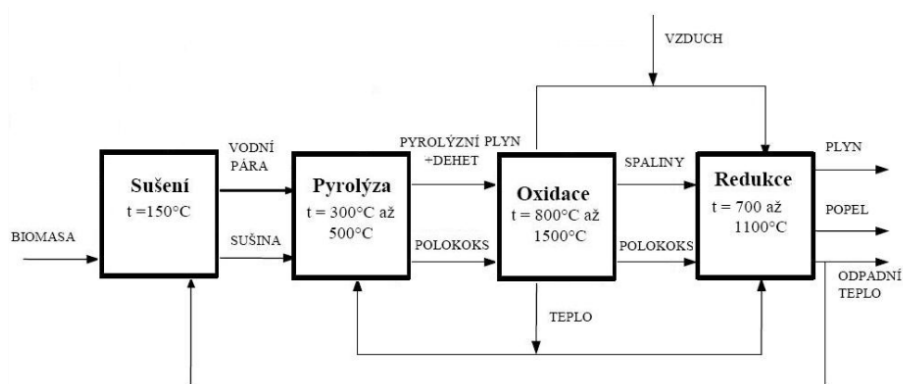 VZDUCH
BIOMASA
Sušení
t =150°C
VODNÍ
PÁRA
SUŠINA
Pyrolýza
t = 300°C až
500°C
PYROLÝZNÍ PLYN
+DEHET
POLOKOKS
Oxidace
t = 800°C až
1500°C
SPALINY
POLOKOKS
Redukce
t = 700 až
1100°C
PLYN
POPEL
ODPADNÍ
TEPLO
TEPLO